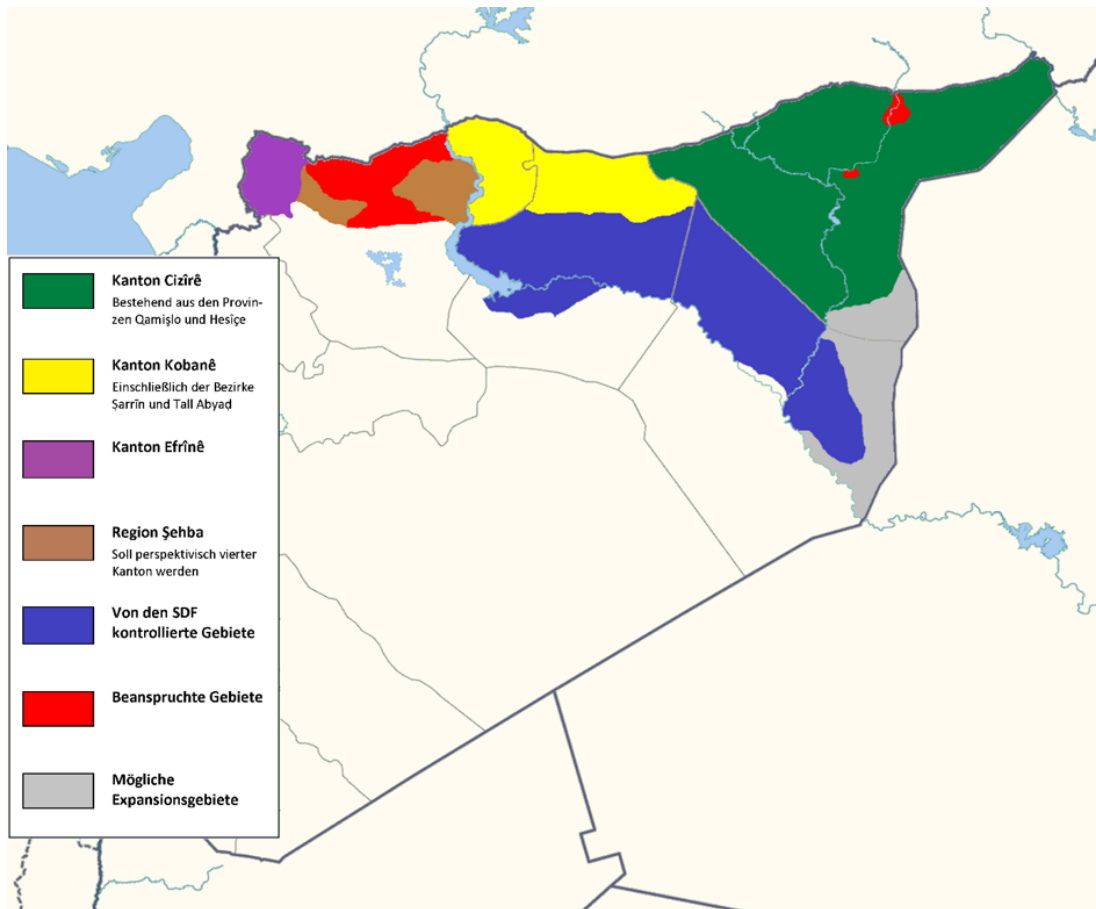 Kanton Cizîrê
Bestehend aus den Provin-
zen Qamişlo und Hesîçe
Kanton Kobanê
Einschließlich der Bezirke
Ṣarrīn und Tall Abyaḍ
Kanton Efrînê
Region Şehba
Soll perspektivisch vierter
Kanton werden
Von den SDF
kontrollierte Gebiete
Beanspruchte Gebiete
Mögliche
Expansionsgebiete